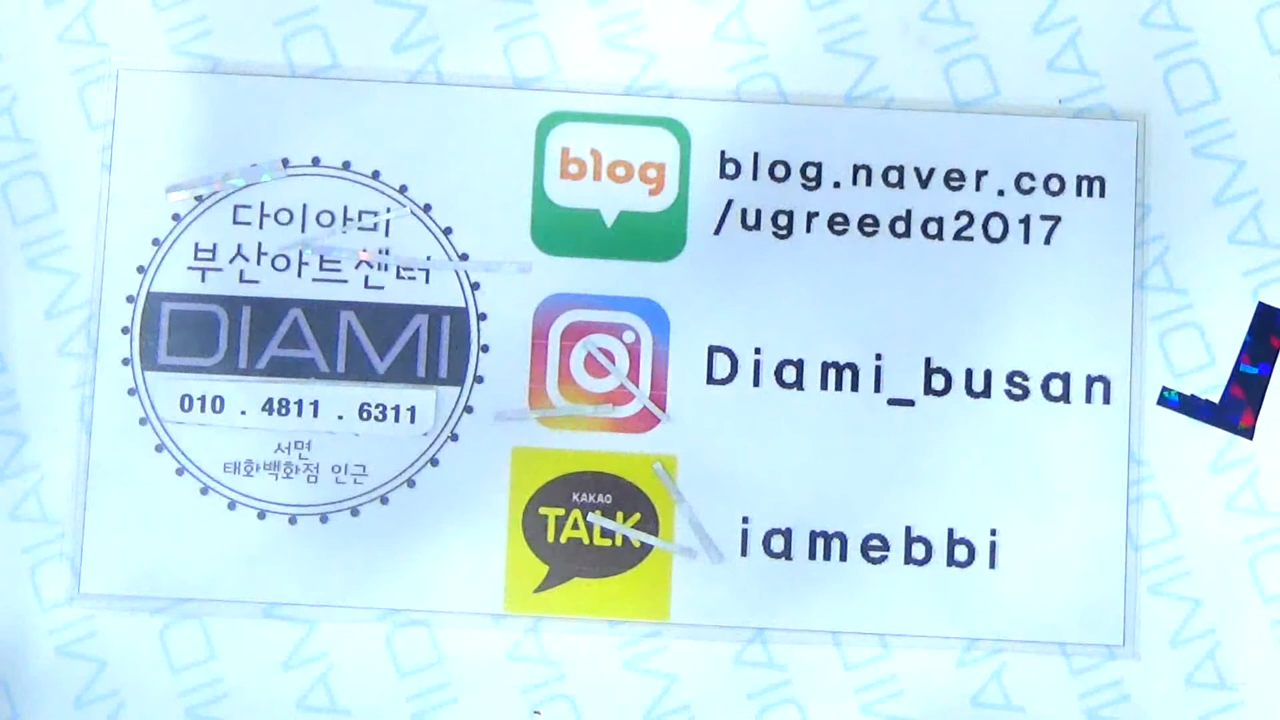 다이아미
부산아트센터
DIAMI
010 . 4811 . 6311
서면
태화백화점 인근
blog
blog.naver.com
/ugreeda2017
Diami_busan
KAKAO
TALK
iamebbi